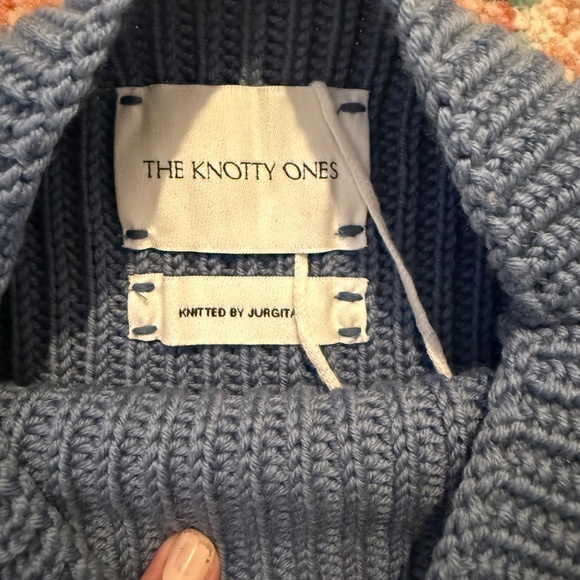 THE KNOTTY ONES
KNITTED BY JURGITA